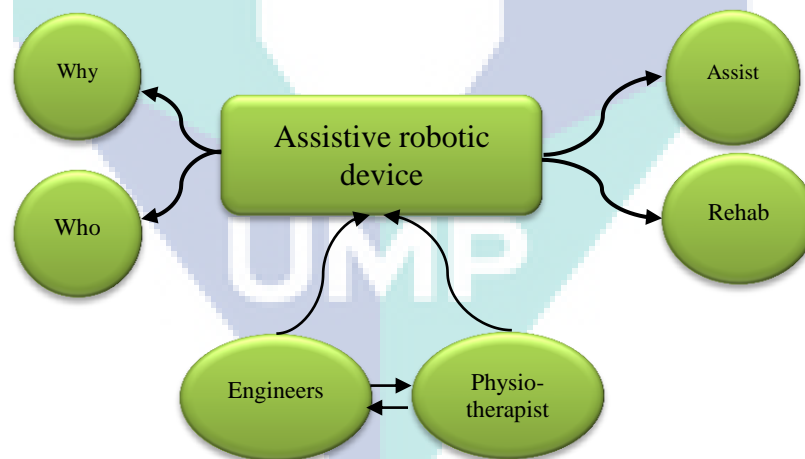 Why
Assist
Assistive robotic
device
Who
Rehab
UMP
Engineers
Physio-
therapist